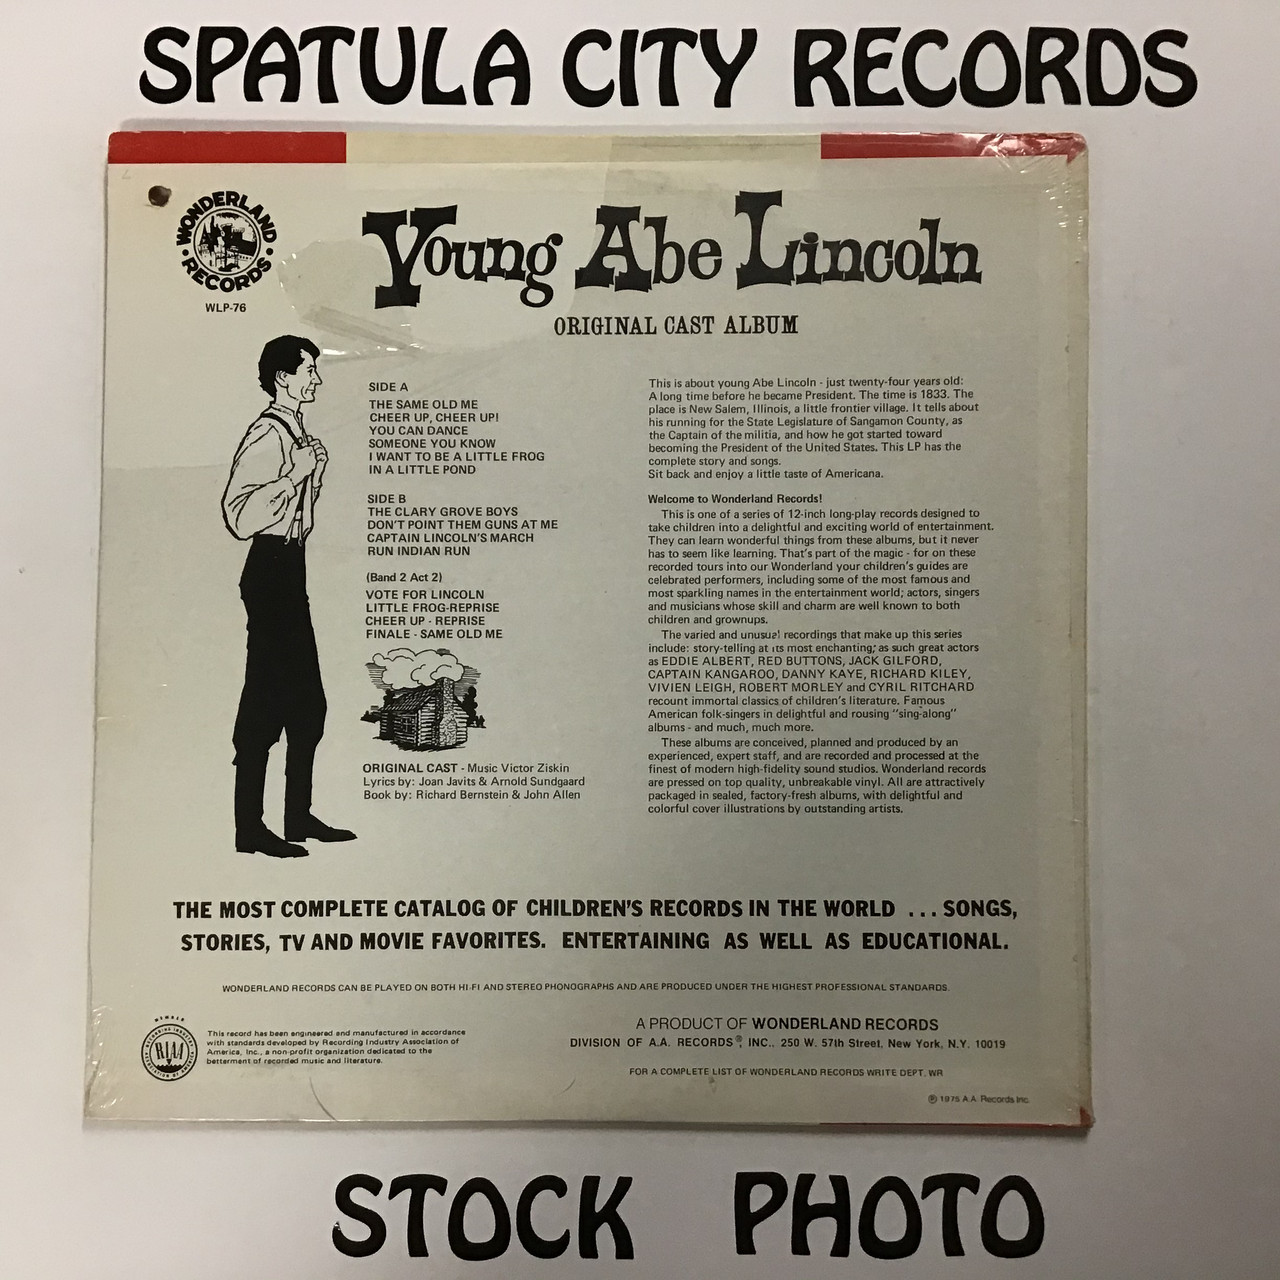 SPATULA CITY RECORDS
WONDERLAND
RECORDS
WLP-76
Young Abe Lincoln
ORIGINAL CAST ALBUM
SIDE A
THE SAME OLD ME
CHEER UP, CHEER UP!
YOU CAN DANCE
SOMEONE YOU KNOW
I WANT TO BE A LITTLE FROG
IN A LITTLE POND
SIDE B
THE CLARY GROVE BOYS
DON'T POINT THEM GUNS AT ME
CAPTAIN LINCOLN'S MARCH
RUN INDIAN RUN
(Band 2 Act 2)
VOTE FOR LINCOLN
LITTLE FROG-REPRISE
CHEER UP - REPRISE
FINALE - SAME OLD ME
ORIGINAL CAST - Music Victor Ziskin
Lyrics by: Joan Javits & Arnold Sundgaard
Book by: Richard Bernstein & John Allen
This is about young Abe Lincoln - just twenty-four years old:
A long time before he became President. The time is 1833. The
place is New Salem, Illinois, a little frontier village. It tells about
his running for the State Legislature of Sangamon County, as
the Captain of the militia, and how he got started toward
becoming the President of the United States. This LP has the
complete story and songs.
Sit back and enjoy a little taste of Americana.
Welcome to Wonderland Records!
This is one of a series of 12-inch long-play records designed to
take children into a delightful and exciting world of entertainment.
They can learn wonderful things from these albums, but it never
has to seem like learning. That's part of the magic - for on these
recorded tours into our Wonderland your children's guides are
celebrated performers, including some of the most famous and
most sparkling names in the entertainment world; actors, singers
and musicians whose skill and charm are well known to both
children and grownups.
The varied and unusual recordings that make up this series
include: story-telling at its most enchanting; as such great actors
as EDDIE ALBERT, RED BUTTONS, JACK GILFORD,
CAPTAIN KANGAROO, DANNY KAYE, RICHARD KILEY,
VIVIEN LEIGH, ROBERT MORLEY and CYRIL RITCHARD
recount immortal classics of children's literature. Famous
American folk-singers in delightful and rousing "sing-along"
albums - and much, much more.
These albums are conceived, planned and produced by an
experienced, expert staff, and are recorded and processed at the
finest of modern high-fidelity sound studios. Wonderland records
are pressed on top quality, unbreakable vinyl. All are attractively
packaged in sealed, factory-fresh albums, with delightful and
colorful cover illustrations by outstanding artists.
THE MOST COMPLETE CATALOG OF CHILDREN'S RECORDS IN THE WORLD ... SONGS,
STORIES, TV AND MOVIE FAVORITES. ENTERTAINING AS WELL AS EDUCATIONAL.
WONDERLAND RECORDS CAN BE PLAYED ON BOTH HI-FI AND STEREO PHONOGRAPHS AND ARE PRODUCED UNDER THE HIGHEST PROFESSIONAL STANDARDS.
MEMBER
RECORDING INDUSTRY ASSOCIATION OF AMERICA
RIAA
This record has been engineered and manufactured in accordance
with standards developed by Recording Industry Association of
America, Inc., a non-profit organization dedicated to the
betterment of recorded music and literature.
A PRODUCT OF WONDERLAND RECORDS
DIVISION OF A.A. RECORDS®, INC., 250 W. 57th Street, New York, N.Y. 10019
FOR A COMPLETE LIST OF WONDERLAND RECORDS WRITE DEPT. WR
℗ 1975 A.A. Records Inc.
STOCK PHOTO